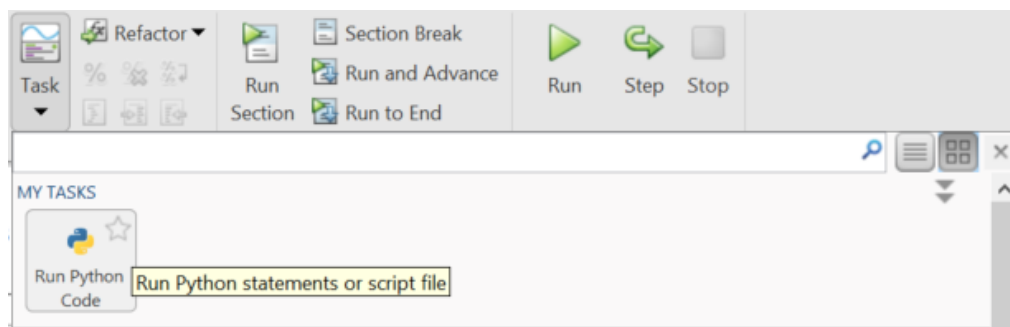 Task
Refactor
Run
Section
Section Break
Run and Advance
Run to End
Run
Step
Stop
MY TASKS
Run Python
Code
Run Python statements or script file